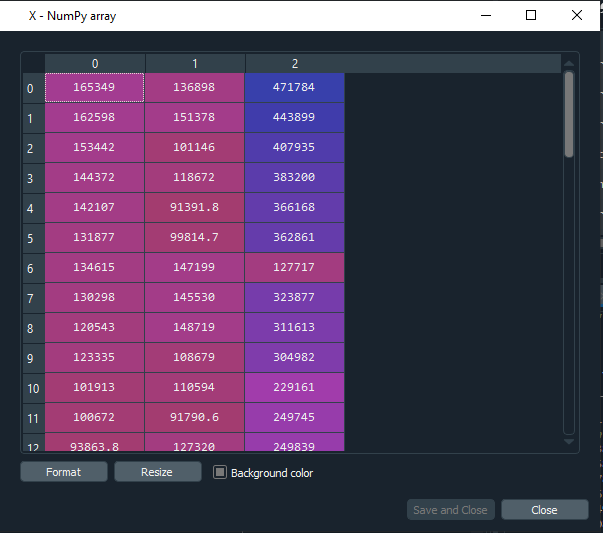 X - NumPy array
0 1 2
0 165349 136898 471784
1 162598 151378 443899
2 153442 101146 407935
3 144372 118672 383200
4 142107 91391.8 366168
5 131877 99814.7 362861
6 134615 147199 127717
7 130298 145530 323877
8 120543 148719 311613
9 123335 108679 304982
10 101913 110594 229161
11 100672 91790.6 249745
12 93863.8 127320 249839
Format Resize Background color
Save and Close Close